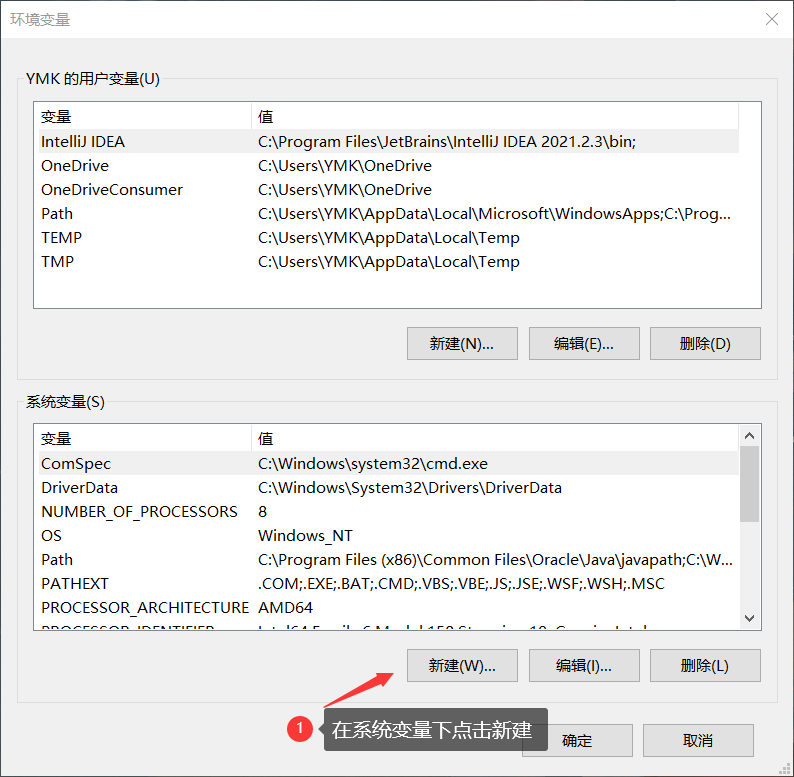 环境变量
YMK 的用户变量(U)
变量 值
IntelliJ IDEA C:\Program Files\JetBrains\IntelliJ IDEA 2021.2.3\bin;
OneDrive C:\Users\YMK\OneDrive
OneDriveConsumer C:\Users\YMK\OneDrive
Path C:\Users\YMK\AppData\Local\Microsoft\WindowsApps;C:\Prog...
TEMP C:\Users\YMK\AppData\Local\Temp
TMP C:\Users\YMK\AppData\Local\Temp
新建(N)... 编辑(E)... 删除(D)
系统变量(S)
变量 值
ComSpec C:\Windows\system32\cmd.exe
DriverData C:\Windows\System32\Drivers\DriverData
NUMBER_OF_PROCESSORS 8
OS Windows_NT
Path C:\Program Files (x86)\Common Files\Oracle\Java\javapath;C:\W...
PATHEXT .COM;.EXE;.BAT;.CMD;.VBS;.VBE;.JS;.JSE;.WSF;.WSH;.MSC
PROCESSOR_ARCHITECTURE AMD64
新建(W)... 编辑(I)... 删除(L)
1 在系统变量下点击新建
确定 取消